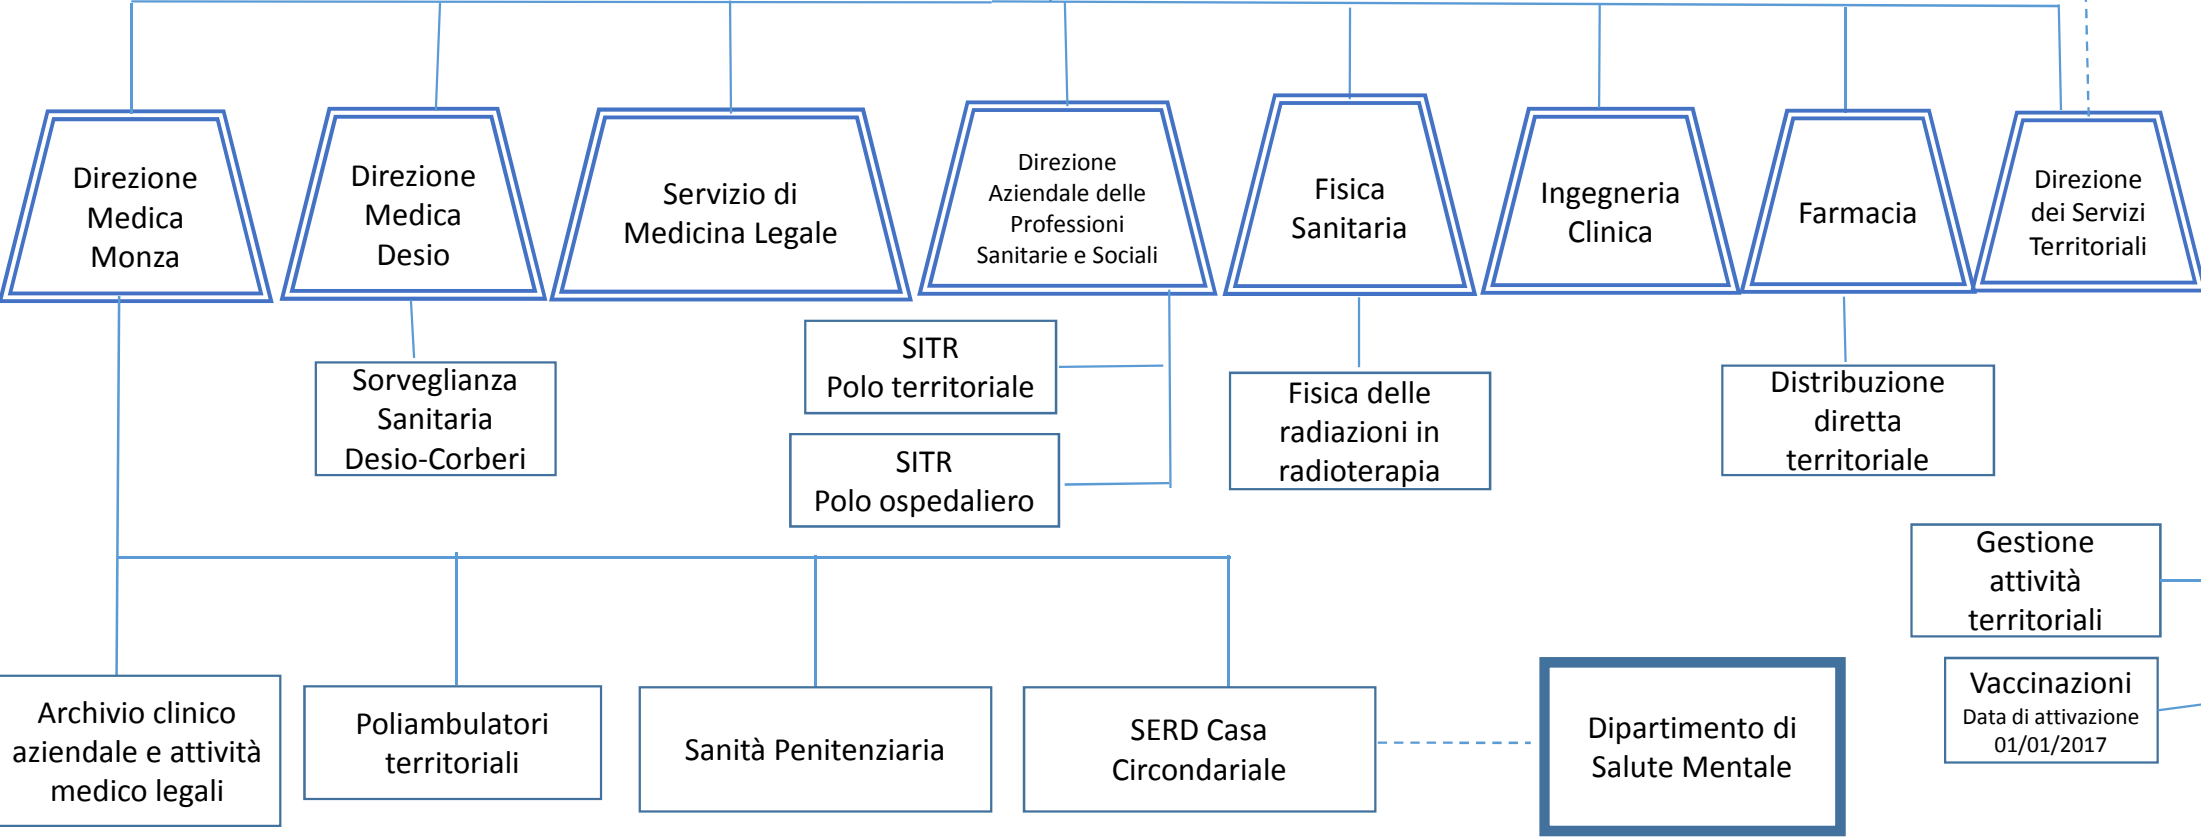 Direzione
Medica
Monza
Direzione
Medica
Desio
Servizio di
Medicina Legale
Direzione
Aziendale delle
Professioni
Sanitarie e Sociali
Fisica
Sanitaria
Ingegneria
Clinica
Farmacia
Direzione
dei Servizi
Territoriali
SITR
Polo territoriale
Sorveglianza
Sanitaria
Desio-Corberi
SITR
Polo ospedaliero
Fisica delle
radiazioni in
radioterapia
Distribuzione
diretta
territoriale
Gestione
attività
territoriali
Archivio clinico
aziendale e attività
medico legali
Poliambulatori
territoriali
Sanità Penitenziaria
SERD Casa
Circondariale
Dipartimento di
Salute Mentale
Vaccinazioni
Data di attivazione
01/01/2017